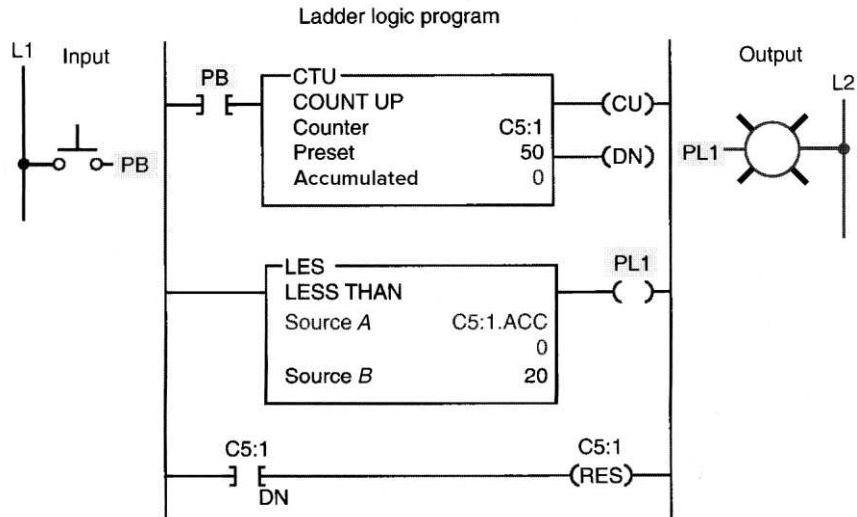 Ladder logic program
L1
Input
Output
L2
PB
CTU
COUNT UP
Counter C5:1
Preset 50
Accumulated 0
(CU)
(DN)
PB
PL1
LES
LESS THAN
Source A C5:1.ACC
0
Source B 20
PL1
C5:1
DN
C5:1
(RES)